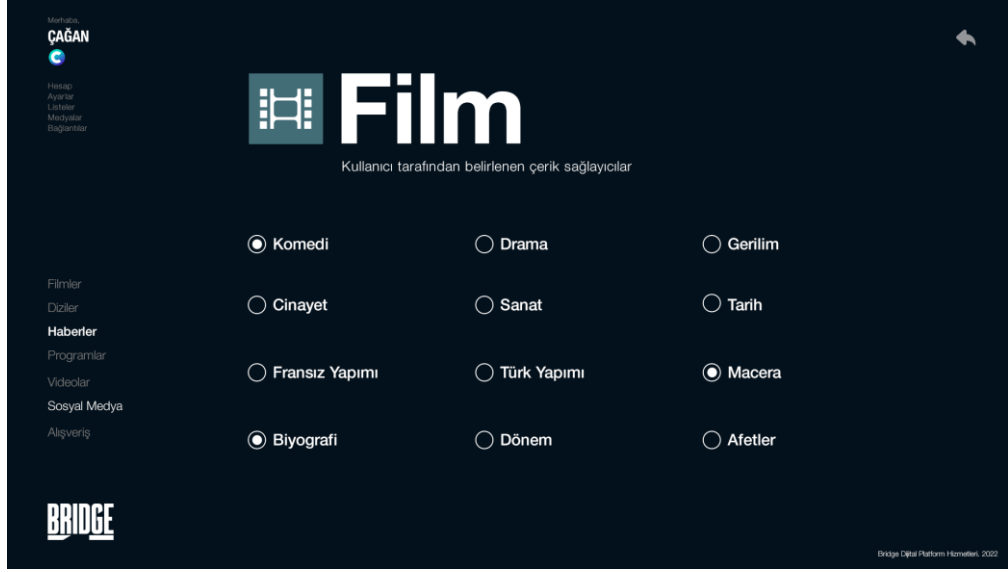 Merhaba,
ÇAĞAN
C
Hesap
Ayarlar
Listeler
Medyalar
Bağlantılar
Film
Kullanıcı tarafından belirlenen çerik sağlayıcılar
Komedi
Drama
Gerilim
Cinayet
Sanat
Tarih
Fransız Yapımı
Türk Yapımı
Macera
Biyografi
Dönem
Afetler
Filmler
Diziler
Haberler
Programlar
Videolar
Sosyal Medya
Alışveriş
BRIDGE
Bridge Dijital Platform Hizmetleri. 2022